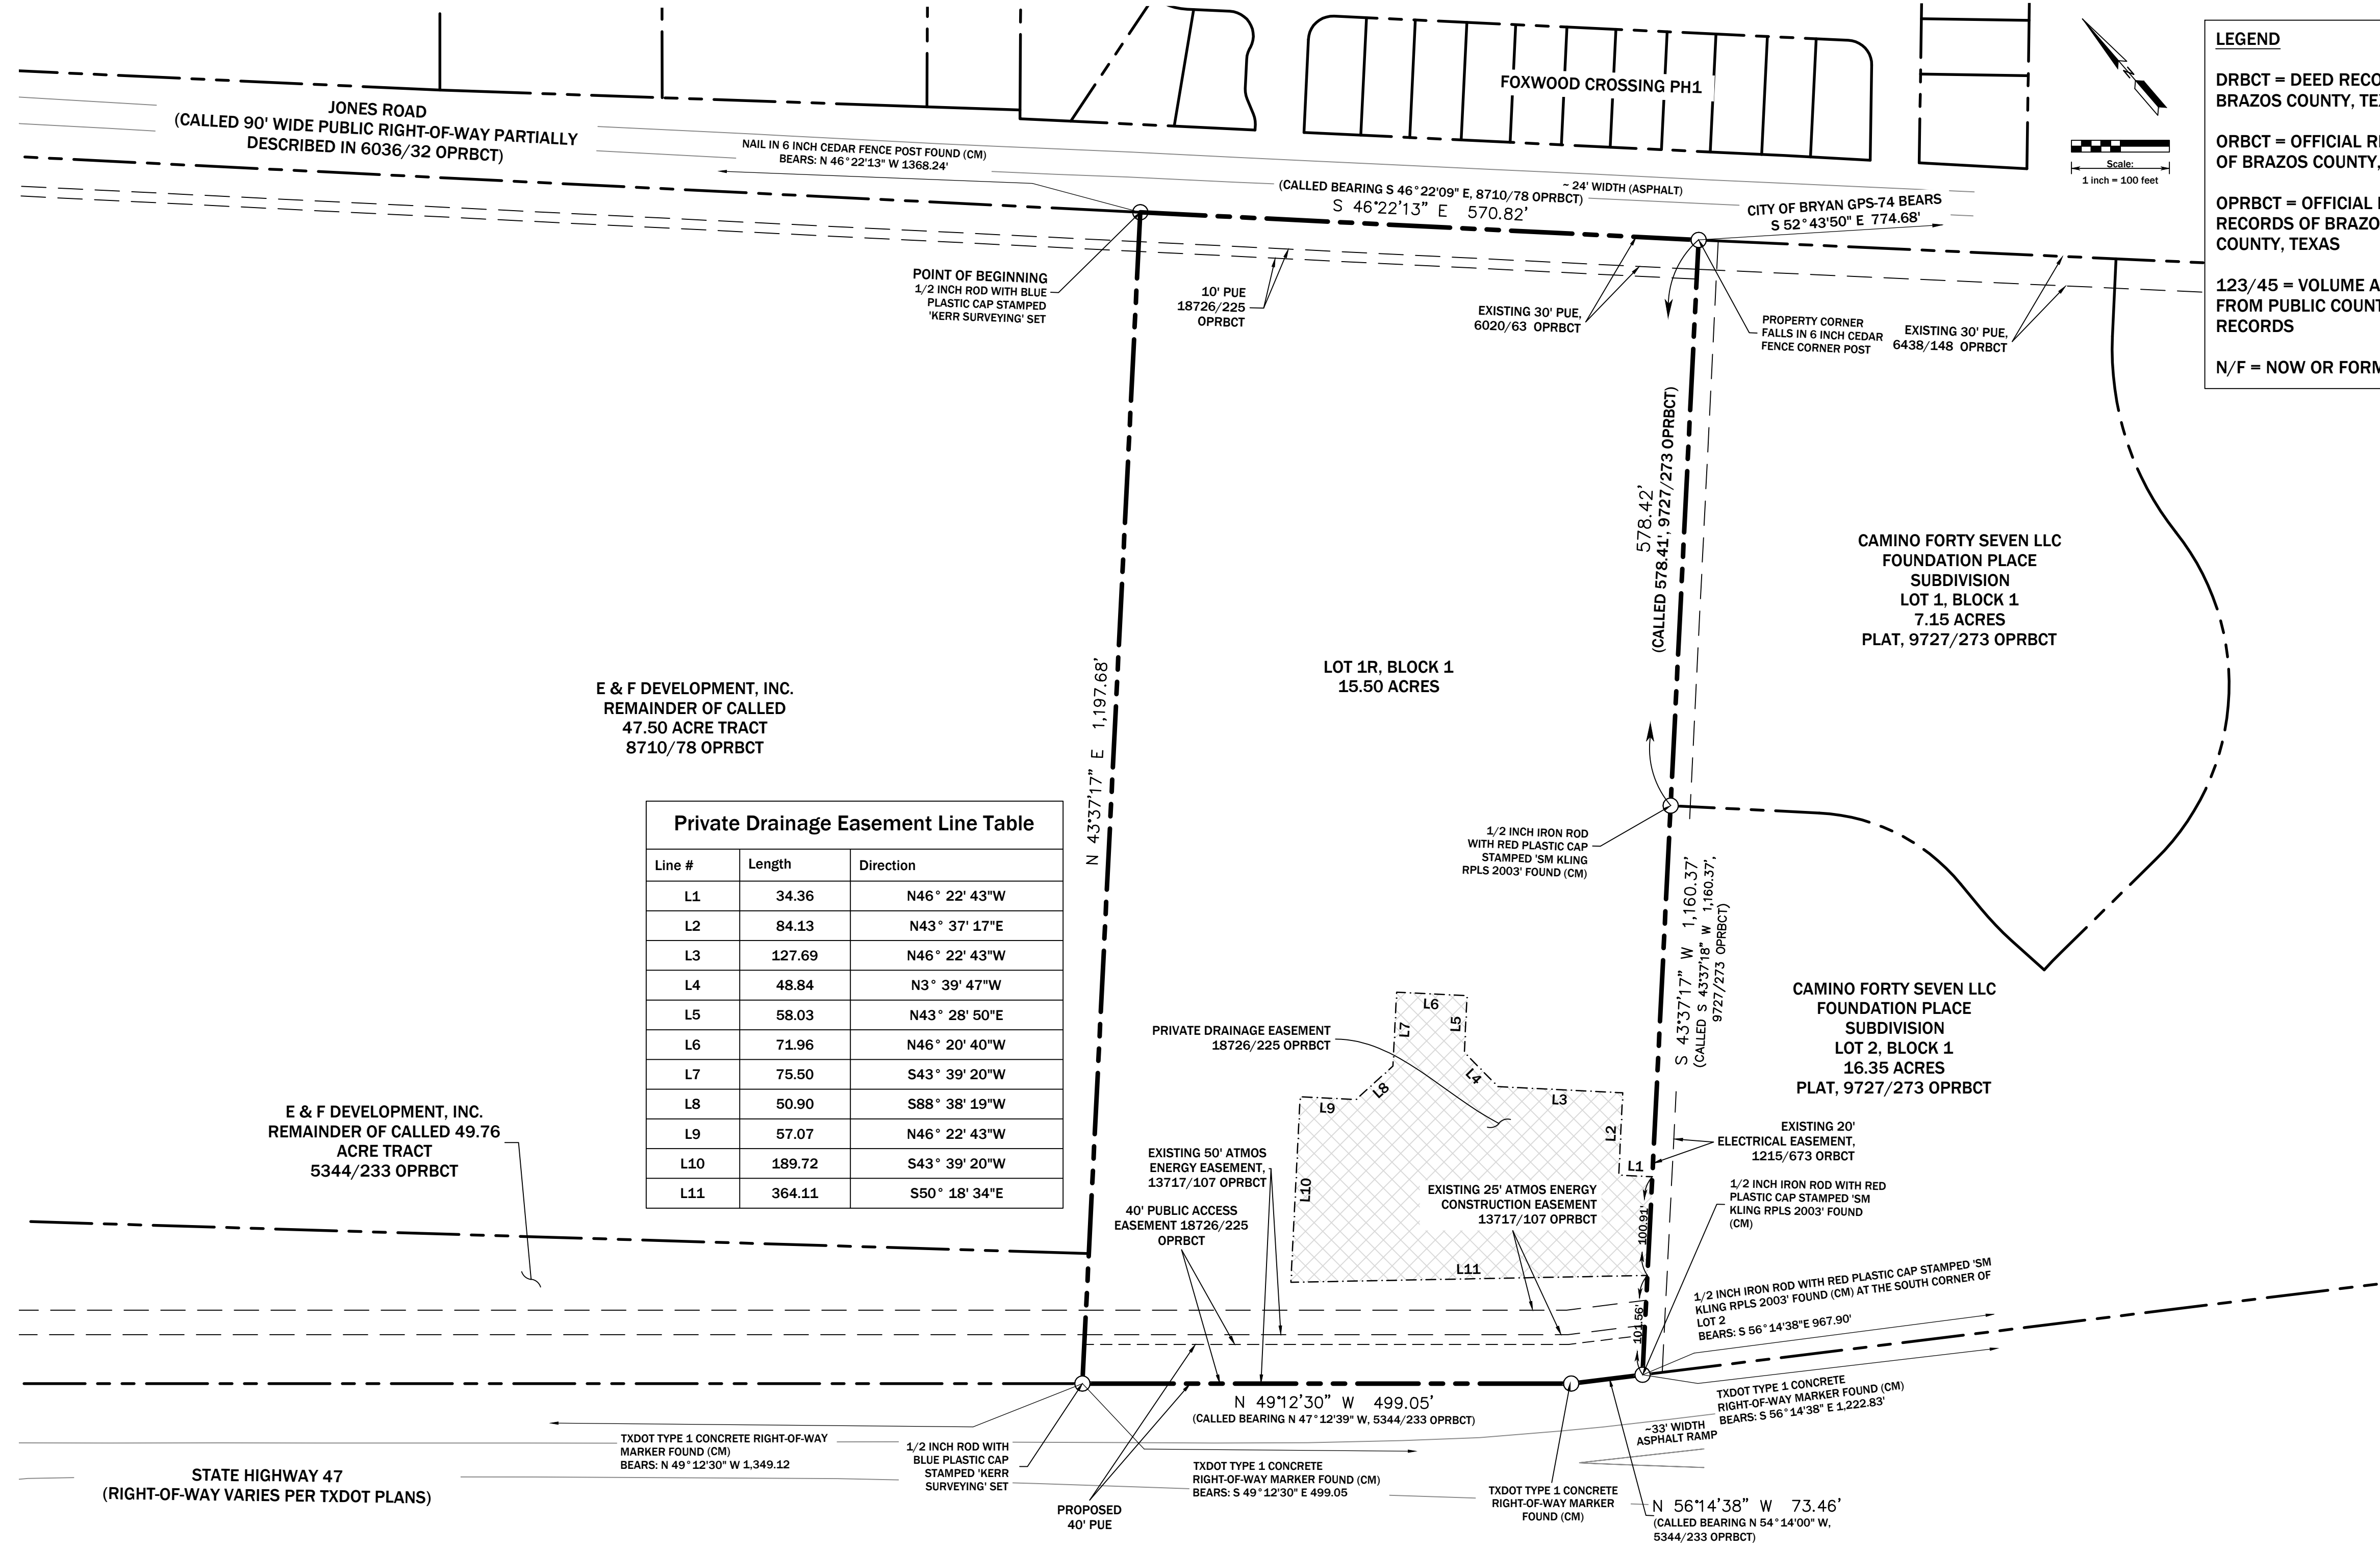 JONES ROAD
(CALLED 90' WIDE PUBLIC RIGHT-OF-WAY PARTIALLY
DESCRIBED IN 6036/32 OPRBCT)
NAIL IN 6 INCH CEDAR FENCE POST FOUND (CM)
BEARS: N 46°22'13" W 1368.24'
FOXWOOD CROSSING PH1
(CALLED BEARING S 46°22'09" E, 8710/78 OPRBCT)
S 46°22'13" E 570.82'
~ 24' WIDTH (ASPHALT)
CITY OF BRYAN GPS-74 BEARS
S 52°43'50" E 774.68'
N
Scale:
1 inch = 100 feet
LEGEND
DRBCT = DEED RECO
BRAZOS COUNTY, TE
ORBCT = OFFICIAL R
OF BRAZOS COUNTY,
OPRBCT = OFFICIAL
RECORDS OF BRAZO
COUNTY, TEXAS
123/45 = VOLUME A
FROM PUBLIC COUNT
RECORDS
N/F = NOW OR FORM
POINT OF BEGINNING
1/2 INCH ROD WITH BLUE
PLASTIC CAP STAMPED
'KERR SURVEYING' SET
10' PUE
18726/225
OPRBCT
EXISTING 30' PUE,
6020/63 OPRBCT
PROPERTY CORNER
FALLS IN 6 INCH CEDAR
FENCE CORNER POST
EXISTING 30' PUE,
6438/148 OPRBCT
578.42'
(CALLED 578.41', 9727/273 OPRBCT)
CAMINO FORTY SEVEN LLC
FOUNDATION PLACE
SUBDIVISION
LOT 1, BLOCK 1
7.15 ACRES
PLAT, 9727/273 OPRBCT
LOT 1R, BLOCK 1
15.50 ACRES
E & F DEVELOPMENT, INC.
REMAINDER OF CALLED
47.50 ACRE TRACT
8710/78 OPRBCT
N 43°37'17" E 1,197.68'
Private Drainage Easement Line Table
Line # Length Direction
L1 34.36 N46° 22' 43"W
L2 84.13 N43° 37' 17"E
L3 127.69 N46° 22' 43"W
L4 48.84 N3° 39' 47"W
L5 58.03 N43° 28' 50"E
L6 71.96 N46° 20' 40"W
L7 75.50 S43° 39' 20"W
L8 50.90 S88° 38' 19"W
L9 57.07 N46° 22' 43"W
L10 189.72 S43° 39' 20"W
L11 364.11 S50° 18' 34"E
1/2 INCH IRON ROD
WITH RED PLASTIC CAP
STAMPED 'SM KLING
RPLS 2003' FOUND (CM)
S 43°37'17" W 1,160.37'
(CALLED S 43°37'18" W 1,160.37',
9727/273 OPRBCT)
CAMINO FORTY SEVEN LLC
FOUNDATION PLACE
SUBDIVISION
LOT 2, BLOCK 1
16.35 ACRES
PLAT, 9727/273 OPRBCT
PRIVATE DRAINAGE EASEMENT
18726/225 OPRBCT
L6
L7
L5
L4
L8
L9
L3
L2
L1
L10
L11
E & F DEVELOPMENT, INC.
REMAINDER OF CALLED 49.76
ACRE TRACT
5344/233 OPRBCT
EXISTING 50' ATMOS
ENERGY EASEMENT,
13717/107 OPRBCT
40' PUBLIC ACCESS
EASEMENT 18726/225
OPRBCT
EXISTING 25' ATMOS ENERGY
CONSTRUCTION EASEMENT
13717/107 OPRBCT
100.91'
101.56'
EXISTING 20'
ELECTRICAL EASEMENT,
1215/673 ORBCT
1/2 INCH IRON ROD WITH RED
PLASTIC CAP STAMPED 'SM
KLING RPLS 2003' FOUND
(CM)
1/2 INCH IRON ROD WITH RED PLASTIC CAP STAMPED 'SM
KLING RPLS 2003' FOUND (CM) AT THE SOUTH CORNER OF
LOT 2
BEARS: S 56°14'38"E 967.90'
TXDOT TYPE 1 CONCRETE
RIGHT-OF-WAY MARKER FOUND (CM)
BEARS: S 56°14'38" E 1,222.83'
~33' WIDTH
ASPHALT RAMP
N 49°12'30" W 499.05'
(CALLED BEARING N 47°12'39" W, 5344/233 OPRBCT)
TXDOT TYPE 1 CONCRETE RIGHT-OF-WAY
MARKER FOUND (CM)
BEARS: N 49°12'30" W 1,349.12
1/2 INCH ROD WITH
BLUE PLASTIC CAP
STAMPED 'KERR
SURVEYING' SET
TXDOT TYPE 1 CONCRETE
RIGHT-OF-WAY MARKER FOUND (CM)
BEARS: S 49°12'30" E 499.05
TXDOT TYPE 1 CONCRETE
RIGHT-OF-WAY MARKER
FOUND (CM)
N 56°14'38" W 73.46'
(CALLED BEARING N 54°14'00" W,
5344/233 OPRBCT)
STATE HIGHWAY 47
(RIGHT-OF-WAY VARIES PER TXDOT PLANS)
PROPOSED
40' PUE